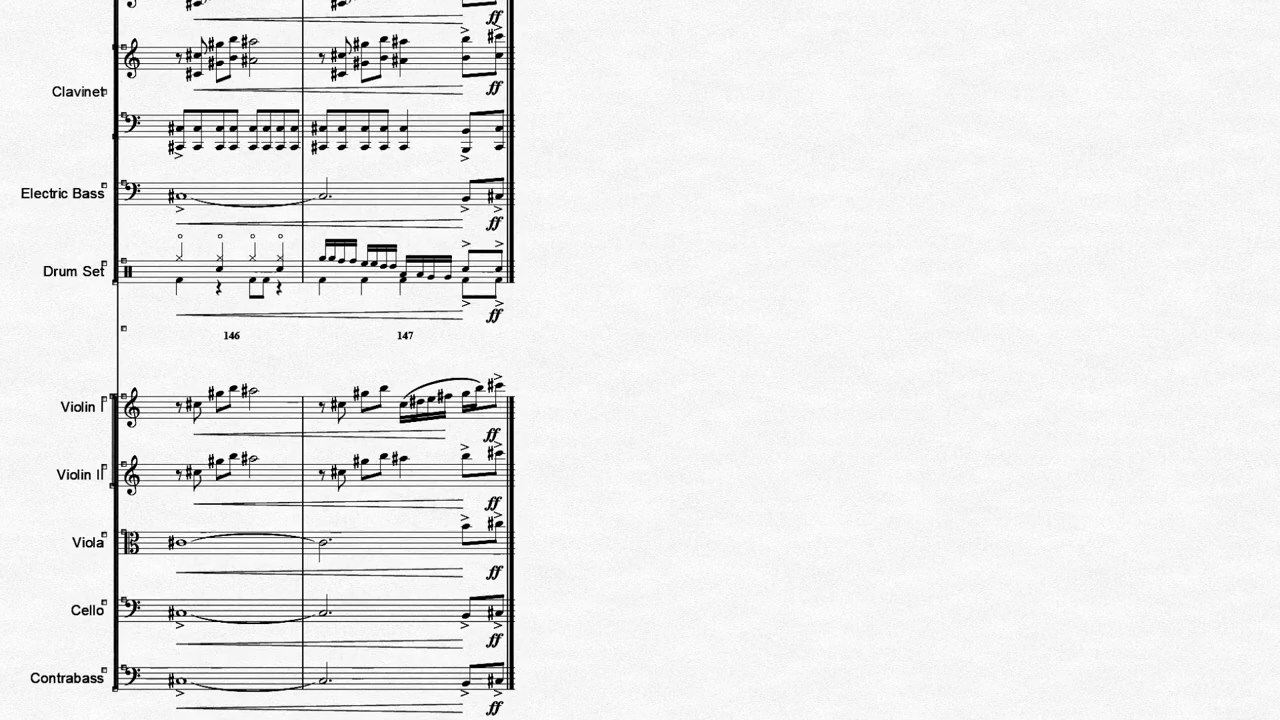 ff
Clavinet
ff
Electric Bass
ff
Drum Set
ff
146 147
Violin I
ff
Violin II
ff
Viola
ff
Cello
ff
Contrabass
ff